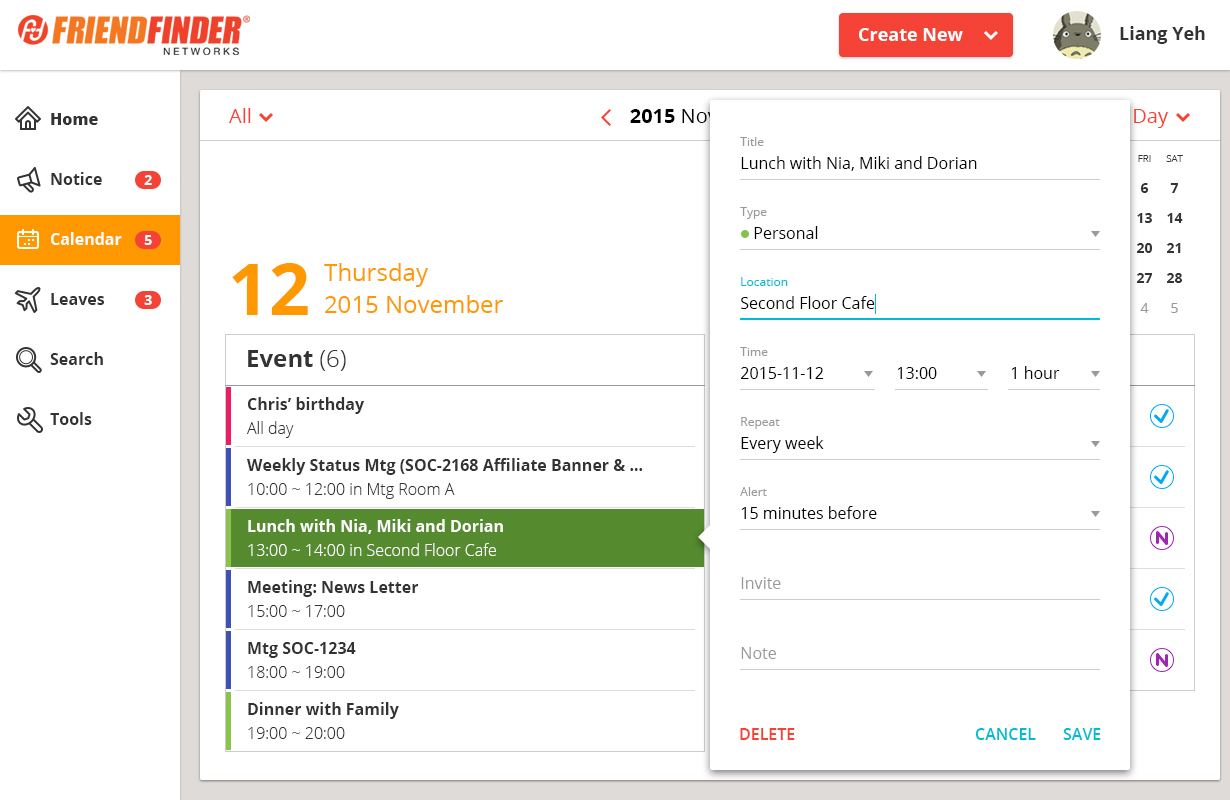 FRIENDFINDER®
NETWORKS
Create New
Liang Yeh
Home
Notice 2
Calendar 5
Leaves 3
Search
Tools
All
2015 Nov
Day
FRI SAT
6 7
13 14
20 21
27 28
4 5
12
Thursday
2015 November
Event (6)
Chris’ birthday
All day
Weekly Status Mtg (SOC-2168 Affiliate Banner & ...
10:00 ~ 12:00 in Mtg Room A
Lunch with Nia, Miki and Dorian
13:00 ~ 14:00 in Second Floor Cafe
Meeting: News Letter
15:00 ~ 17:00
Mtg SOC-1234
18:00 ~ 19:00
Dinner with Family
19:00 ~ 20:00
Title
Lunch with Nia, Miki and Dorian
Type
Personal
Location
Second Floor Cafe
Time
2015-11-12 13:00 1 hour
Repeat
Every week
Alert
15 minutes before
Invite
Note
DELETE CANCEL SAVE
N
N